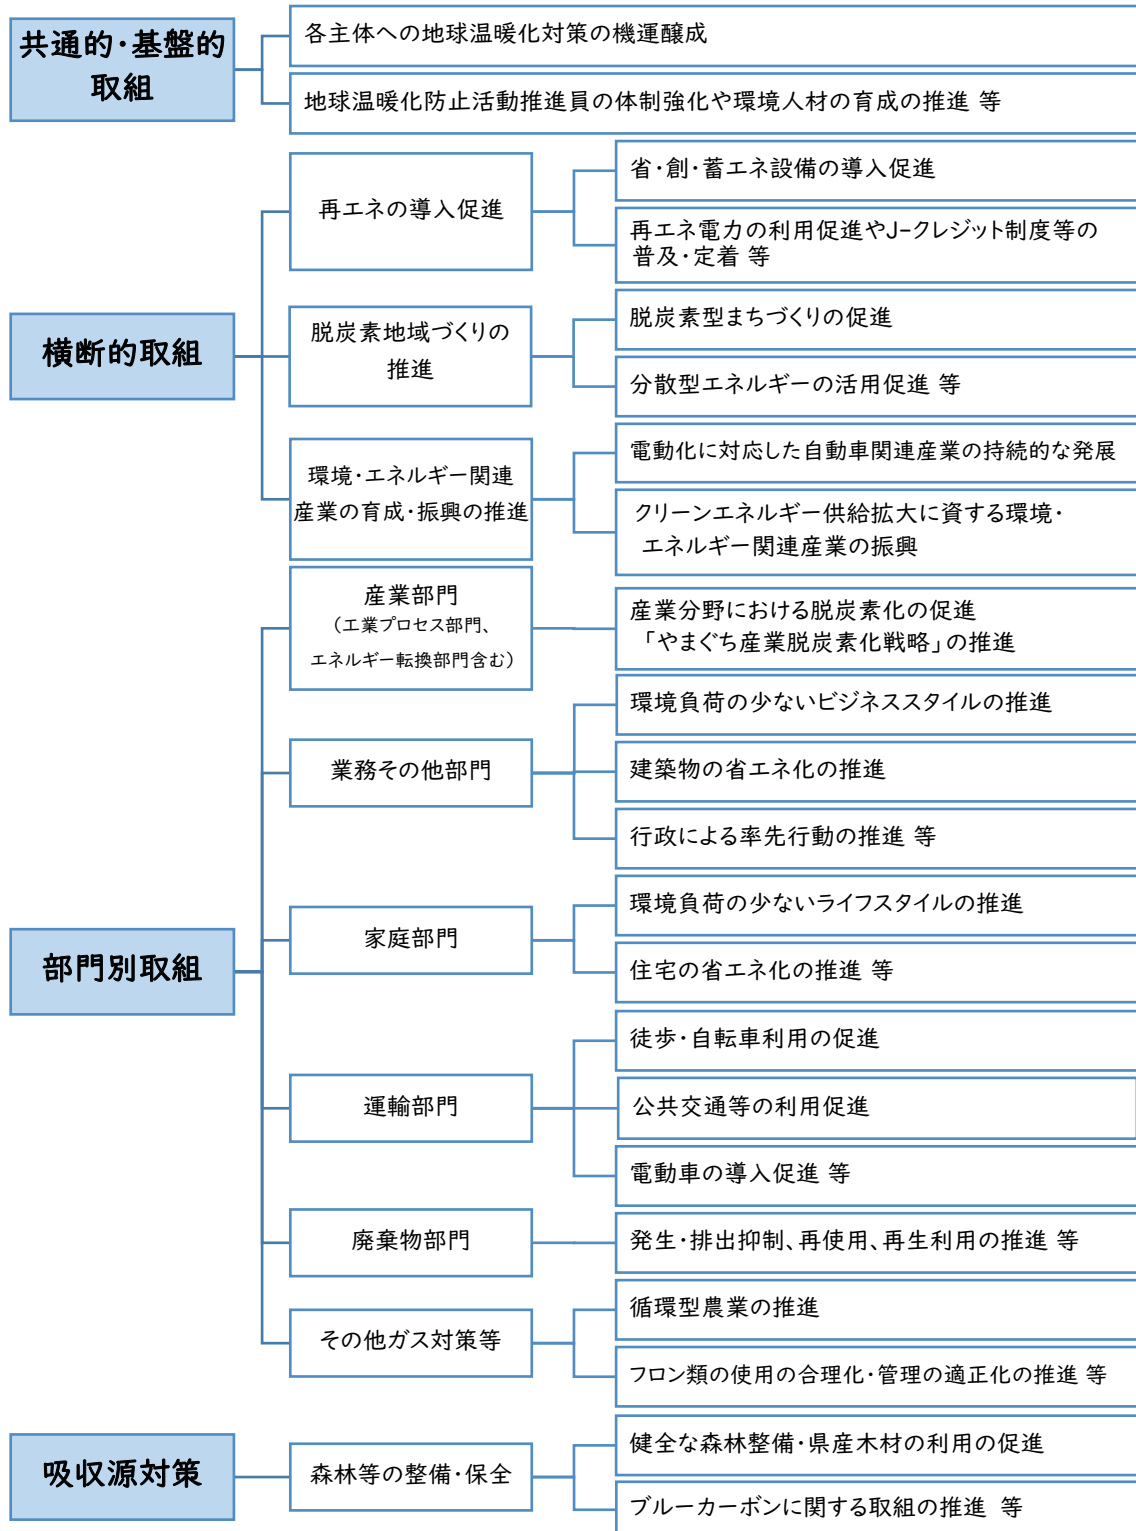 共通的・基盤的
取組
各主体への地球温暖化対策の機運醸成
地球温暖化防止活動推進員の体制強化や環境人材の育成の推進 等
横断的取組
再エネの導入促進
省・創・蓄エネ設備の導入促進
再エネ電力の利用促進やJ-クレジット制度等の
普及・定着 等
脱炭素地域づくりの
推進
脱炭素型まちづくりの促進
分散型エネルギーの活用促進 等
環境・エネルギー関連
産業の育成・振興の推進
電動化に対応した自動車関連産業の持続的な発展
クリーンエネルギー供給拡大に資する環境・
エネルギー関連産業の振興
部門別取組
産業部門
（工業プロセス部門、
エネルギー転換部門含む）
産業分野における脱炭素化の促進
「やまぐち産業脱炭素化戦略」の推進
業務その他部門
環境負荷の少ないビジネススタイルの推進
建築物の省エネ化の推進
行政による率先行動の推進 等
家庭部門
環境負荷の少ないライフスタイルの推進
住宅の省エネ化の推進 等
運輸部門
徒歩・自転車利用の促進
公共交通等の利用促進
電動車の導入促進 等
廃棄物部門
発生・排出抑制、再使用、再生利用の推進 等
その他ガス対策等
循環型農業の推進
フロン類の使用の合理化・管理の適正化の推進 等
吸収源対策
森林等の整備・保全
健全な森林整備・県産木材の利用の促進
ブルーカーボンに関する取組の推進 等